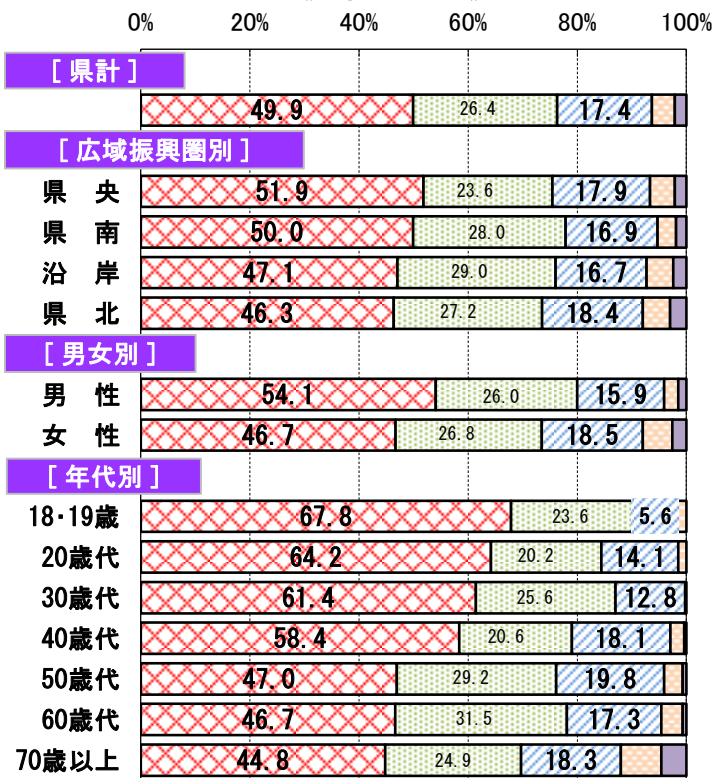 0% 20% 40% 60% 80% 100%
[ 県計 ]
49.9 26.4 17.4
[ 広域振興圏別 ]
県 央 51.9 23.6 17.9
県 南 50.0 28.0 16.9
沿 岸 47.1 29.0 16.7
県 北 46.3 27.2 18.4
[ 男女別 ]
男 性 54.1 26.0 15.9
女 性 46.7 26.8 18.5
[ 年代別 ]
18・19歳 67.8 23.6 5.6
20歳代 64.2 20.2 14.1
30歳代 61.4 25.6 12.8
40歳代 58.4 20.6 18.1
50歳代 47.0 29.2 19.8
60歳代 46.7 31.5 17.3
70歳以上 44.8 24.9 18.3